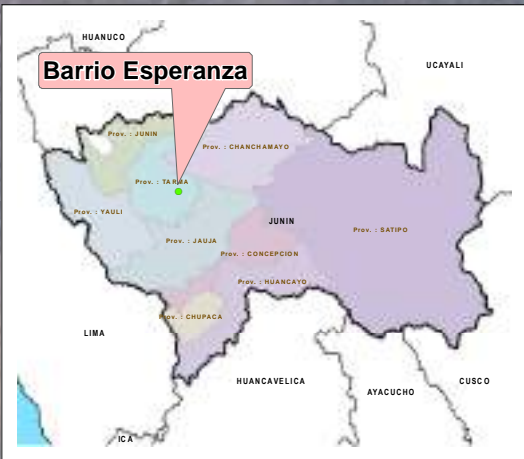 HUANUCO
UCAYALI
Barrio Esperanza
Prov. : JUNIN
Prov. : CHANCHAMAYO
Prov. : TARMA
Prov. : YAULI
JUNIN
Prov. : SATIPO
Prov. : JAUJA
Prov. : CONCEPCIÓN
Prov. : HUANCAYO
Prov. : CHUPACA
LIMA
HUANCAVELICA
AYACUCHO
CUSCO
ICA